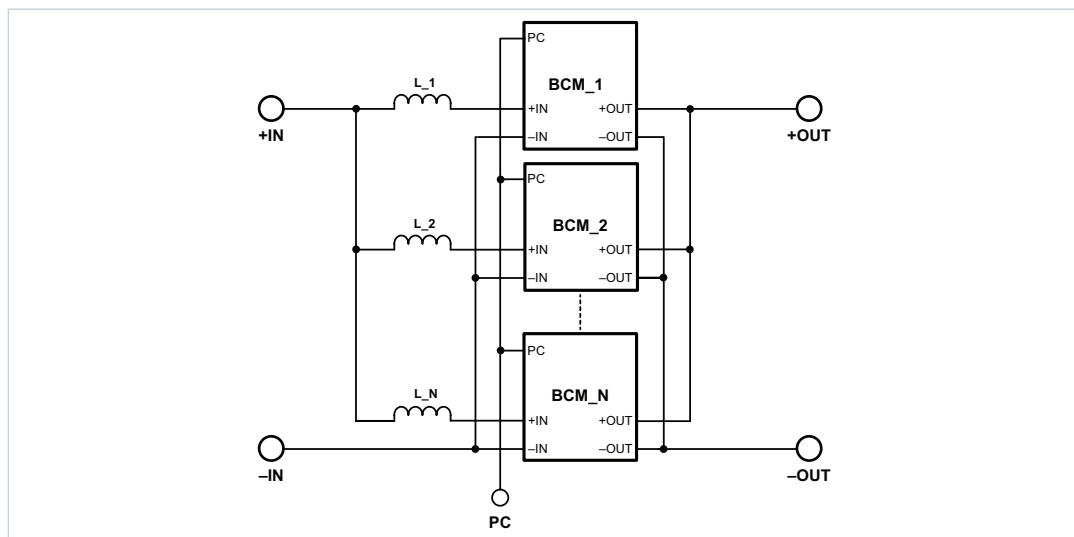 PC
BCM_1
L_1
+IN
+IN
+OUT
+OUT
–IN
–OUT
PC
BCM_2
L_2
+IN
+OUT
–IN
–OUT
PC
BCM_N
L_N
+IN
+OUT
–IN
–OUT
–IN
–OUT
PC